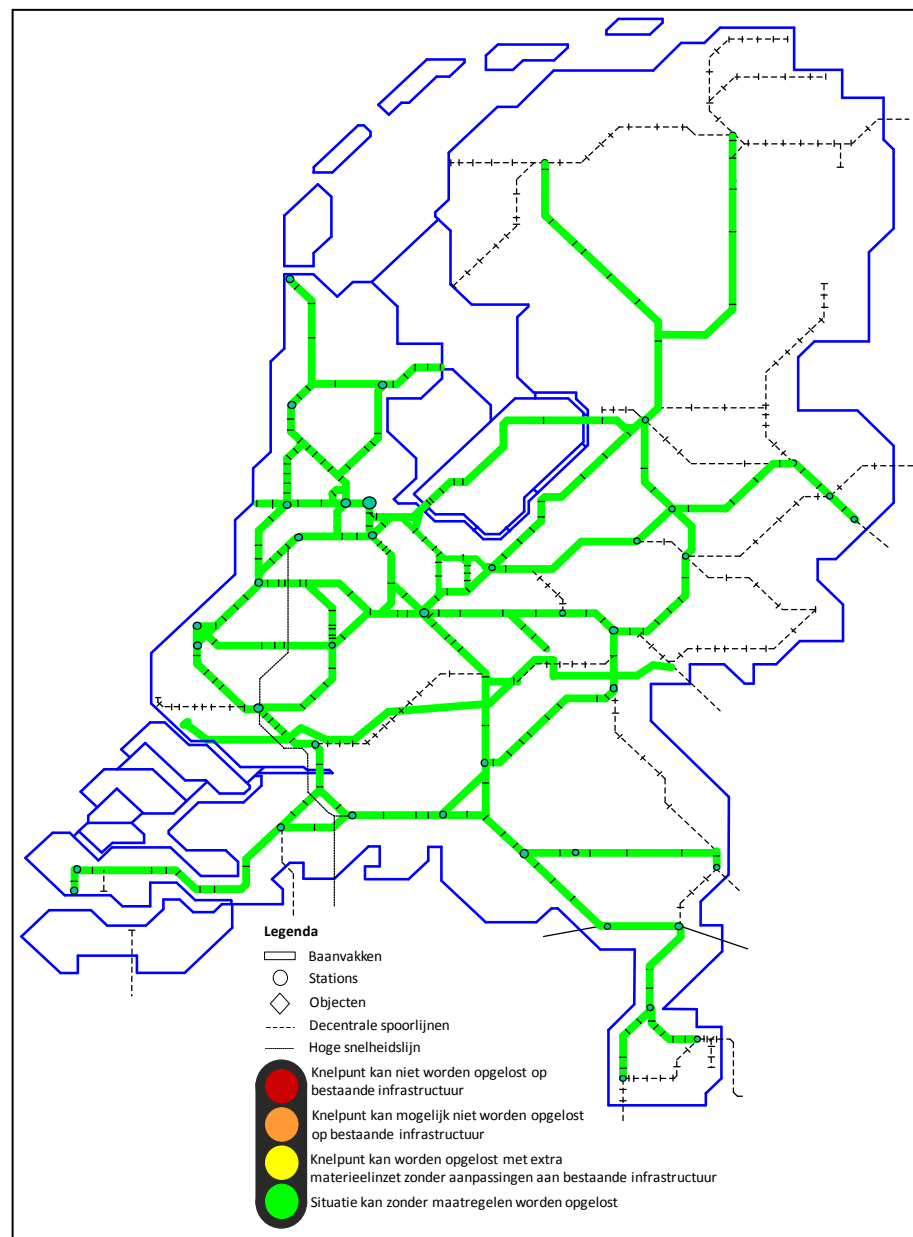 Legenda
Baanvakken
Stations
Objecten
Decentrale spoorlijnen
Hoge snelheidslijn
Knelpunt kan niet worden opgelost op
bestaande infrastructuur
Knelpunt kan mogelijk niet worden opgelost
op bestaande infrastructuur
Knelpunt kan worden opgelost met extra
materieelinzet zonder aanpassingen aan bestaande infrastructuur
Situatie kan zonder maatregelen worden opgelost